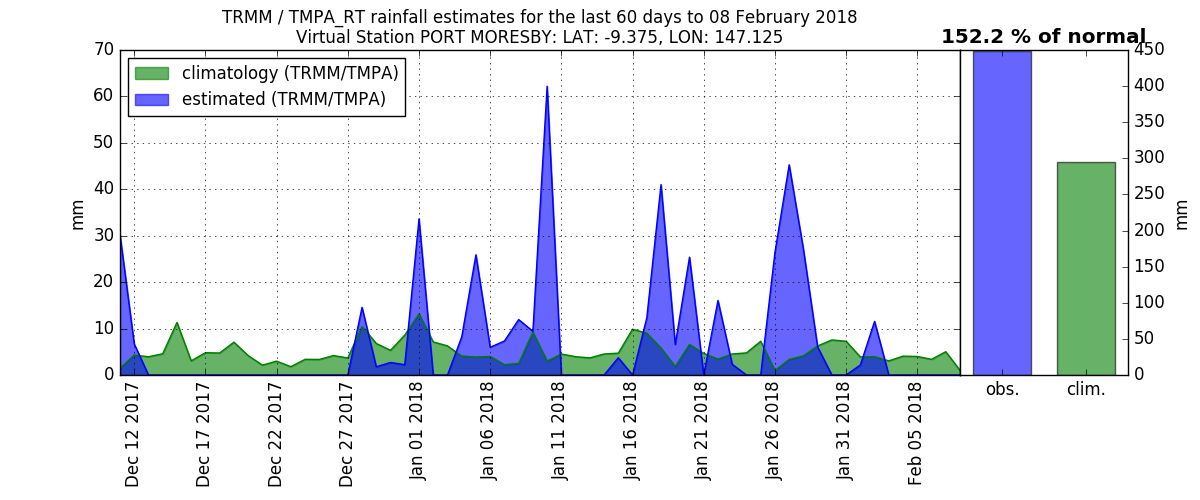 TRMM / TMPA_RT rainfall estimates for the last 60 days to 08 February 2018
Virtual Station PORT MORESBY: LAT: -9.375, LON: 147.125
152.2 % of normal
climatology (TRMM/TMPA)
estimated (TRMM/TMPA)
70
60
50
40
30
20
10
0
mm
Dec 12 2017
Dec 17 2017
Dec 22 2017
Dec 27 2017
Jan 01 2018
Jan 06 2018
Jan 11 2018
Jan 16 2018
Jan 21 2018
Jan 26 2018
Jan 31 2018
Feb 05 2018
obs.
clim.
450
400
350
300
250
200
150
100
50
0
mm